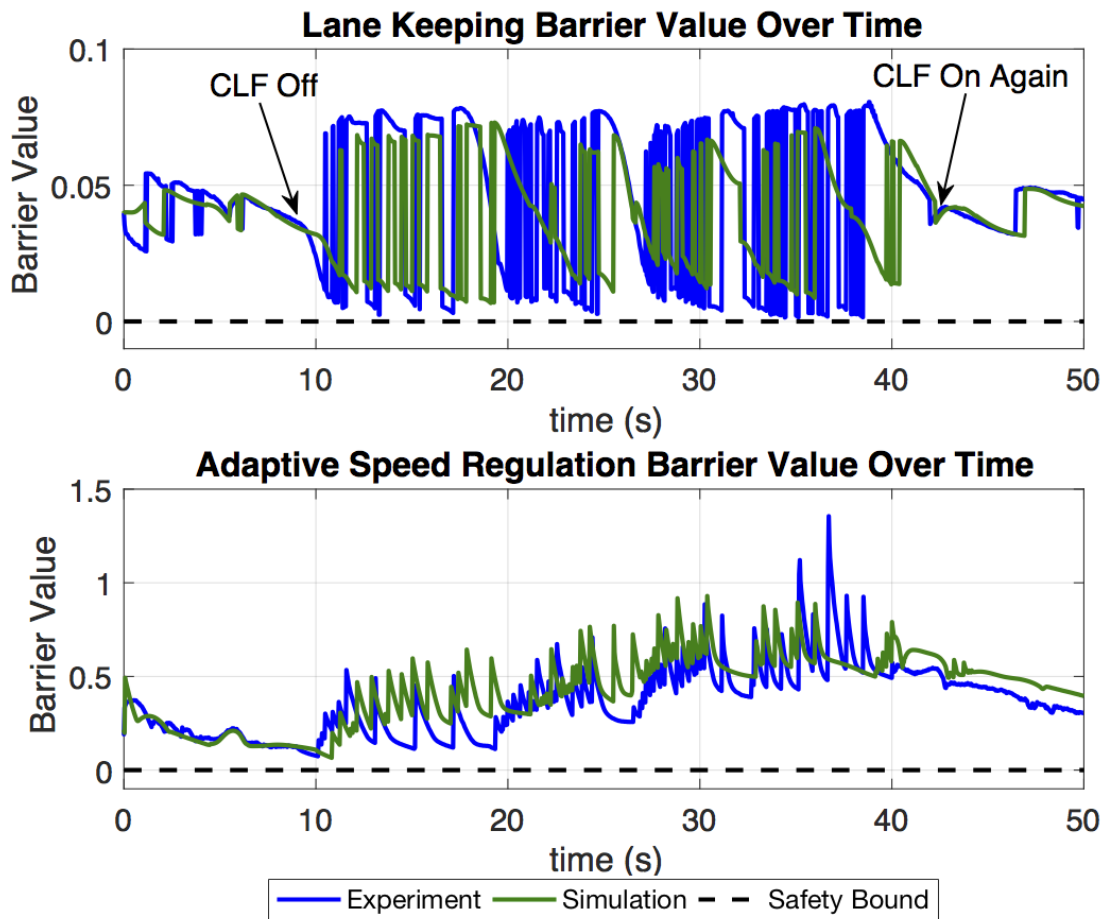 Lane Keeping Barrier Value Over Time
0.1
CLF Off
CLF On Again
0.05
Barrier Value
0
0
10
20
30
40
50
time (s)
Adaptive Speed Regulation Barrier Value Over Time
1.5
1
Barrier Value
0.5
0
0
10
20
30
40
50
time (s)
Experiment
Simulation
Safety Bound